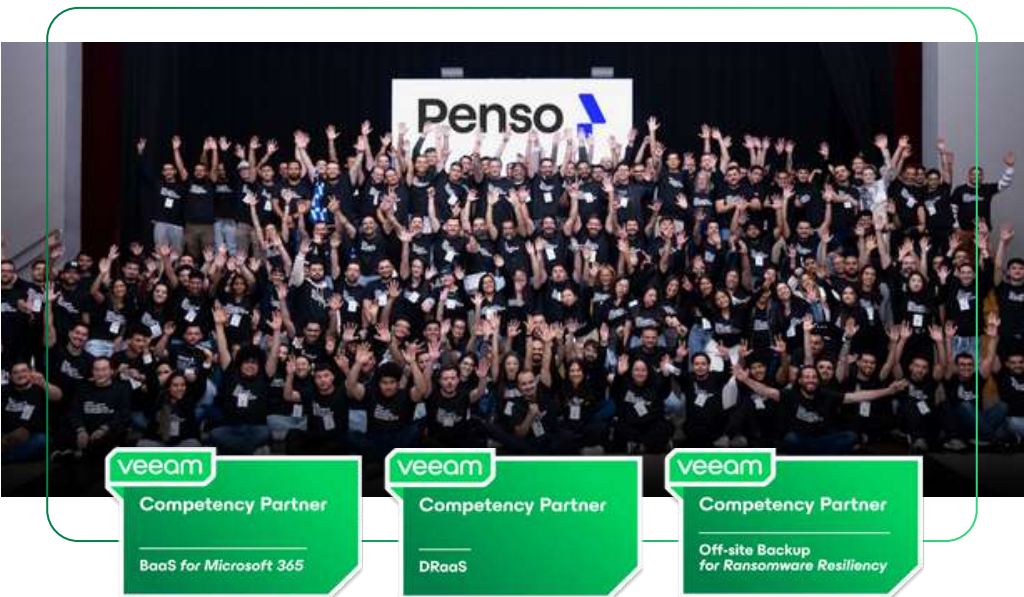 Penso
veeam
Competency Partner
BaaS for Microsoft 365
veeam
Competency Partner
DRaaS
veeam
Competency Partner
Off-site Backup
for Ransomware Resiliency